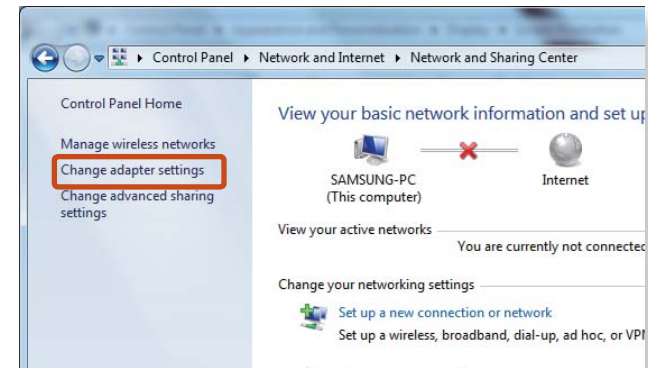 Control Panel ▸ Network and Internet ▸ Network and Sharing Center
Control Panel Home
Manage wireless networks
Change adapter settings
Change advanced sharing
settings
View your basic network information and set up
SAMSUNG-PC
(This computer)
Internet
View your active networks
You are currently not connected
Change your networking settings
Set up a new connection or network
Set up a wireless, broadband, dial-up, ad hoc, or VPN